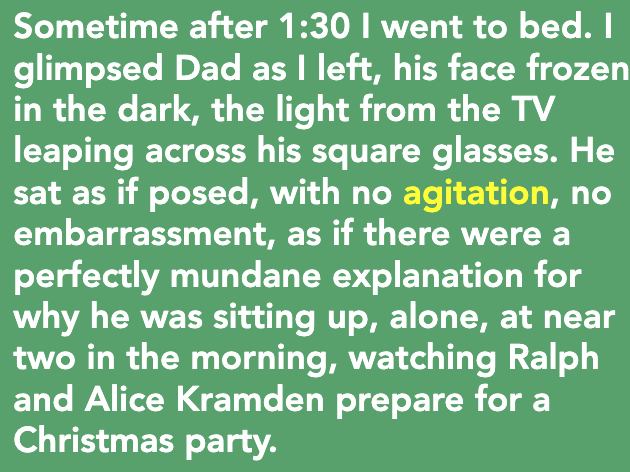 Sometime after 1:30 I went to bed. I
glimpsed Dad as I left, his face frozen
in the dark, the light from the TV
leaping across his square glasses. He
sat as if posed, with no agitation, no
embarrassment, as if there were a
perfectly mundane explanation for
why he was sitting up, alone, at near
two in the morning, watching Ralph
and Alice Kramden prepare for a
Christmas party.